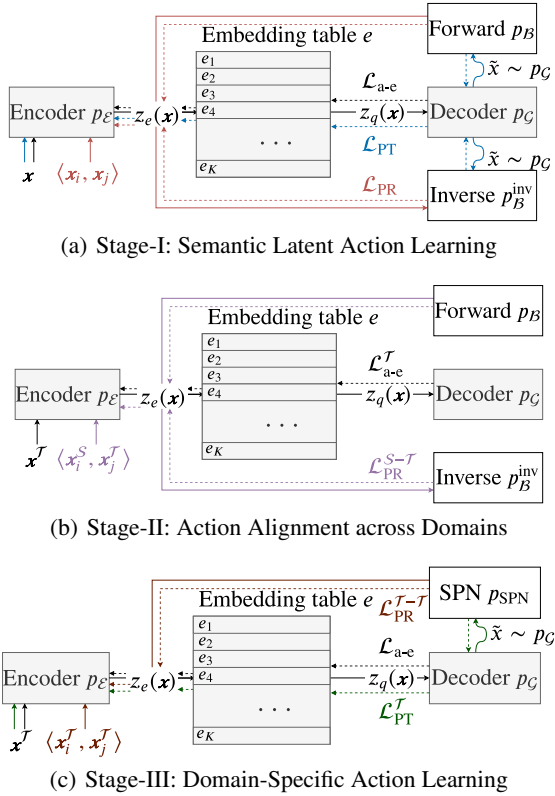 Embedding table e
Forward p_B
e_1
e_2
e_3
e_4
e_K
. . .
Encoder p_E
z_e(x)
L_a-e
z_q(x)
L_PT
L_PR
Decoder p_G
x̃ ∼ p_G
x̃ ∼ p_G
Inverse p_B^inv
x
⟨x_i, x_j⟩
(a) Stage-I: Semantic Latent Action Learning
Embedding table e
Forward p_B
e_1
e_2
e_3
e_4
e_K
. . .
Encoder p_E
z_e(x)
L_a-e^T
z_q(x)
L_PR^S−T
Decoder p_G
Inverse p_B^inv
x^T
⟨x_i^S, x_j^T⟩
(b) Stage-II: Action Alignment across Domains
Embedding table e
SPN p_SPN
L_PR^T−T
e_1
e_2
e_3
e_4
e_K
. . .
Encoder p_E
z_e(x)
L_a-e
z_q(x)
L_PT^T
x̃ ∼ p_G
Decoder p_G
x^T
⟨x_i^T, x_j^T⟩
(c) Stage-III: Domain-Specific Action Learning